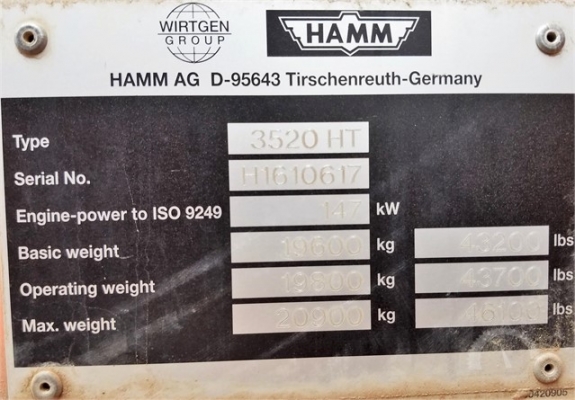 WIRTGEN
GROUP
HAMM
HAMM AG D-95643 Tirschenreuth-Germany
Type 3520 HT
Serial No. H1610617
Engine-power to ISO 9249 147 kW
Basic weight 19600 kg 43200 lbs
Operating weight 19800 kg 43700 lbs
Max. weight 20900 kg 46100 lbs